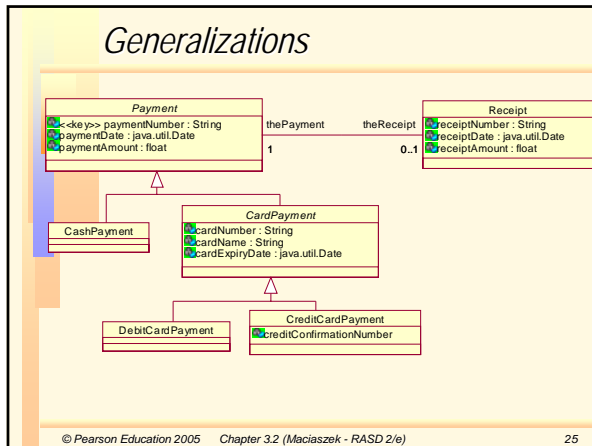 Generalizations
Payment
<<key>> paymentNumber : String
paymentDate : java.util.Date
paymentAmount : float
thePayment
theReceipt
1
0..1
Receipt
receiptNumber : String
receiptDate : java.util.Date
receiptAmount : float
CashPayment
CardPayment
cardNumber : String
cardName : String
cardExpiryDate : java.util.Date
DebitCardPayment
CreditCardPayment
creditConfirmationNumber
© Pearson Education 2005 Chapter 3.2 (Maciaszek - RASD 2/e) 25